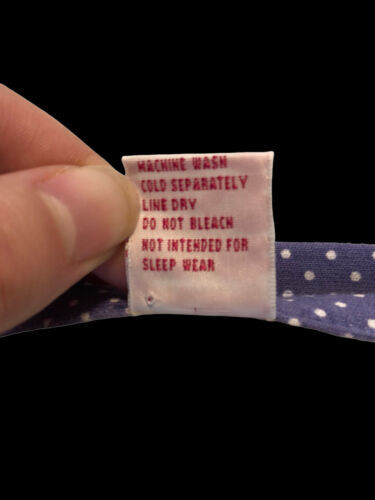 MACHINE WASH
COLD SEPARATELY
LINE DRY
DO NOT BLEACH
NOT INTENDED FOR
SLEEP WEAR